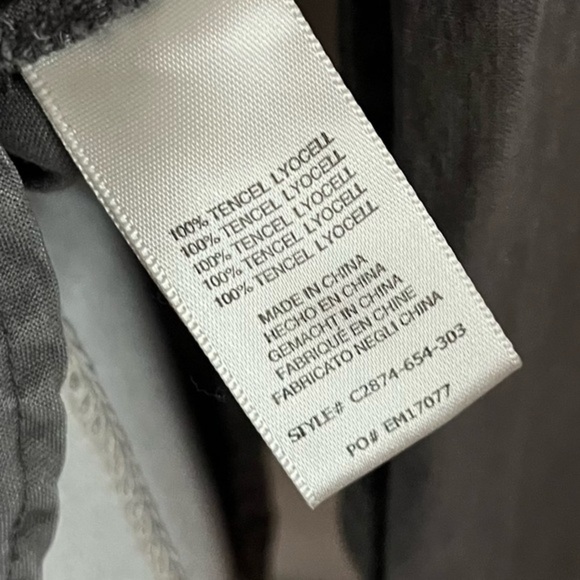 100% TENCEL LYOCELL
100% TENCEL LYOCELL
100% TENCEL LYOCELL
100% TENCEL LYOCELL
100% TENCEL LYOCELL
MADE IN CHINA
HECHO EN CHINA
GEMACHT IN CHINA
FABRIQUÉ EN CHINE
FABRICATO NEGLI CHINA
STYLE# C2874-654-303
PO# EM17077